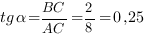 tg α = BC/AC = 2/8 = 0,25